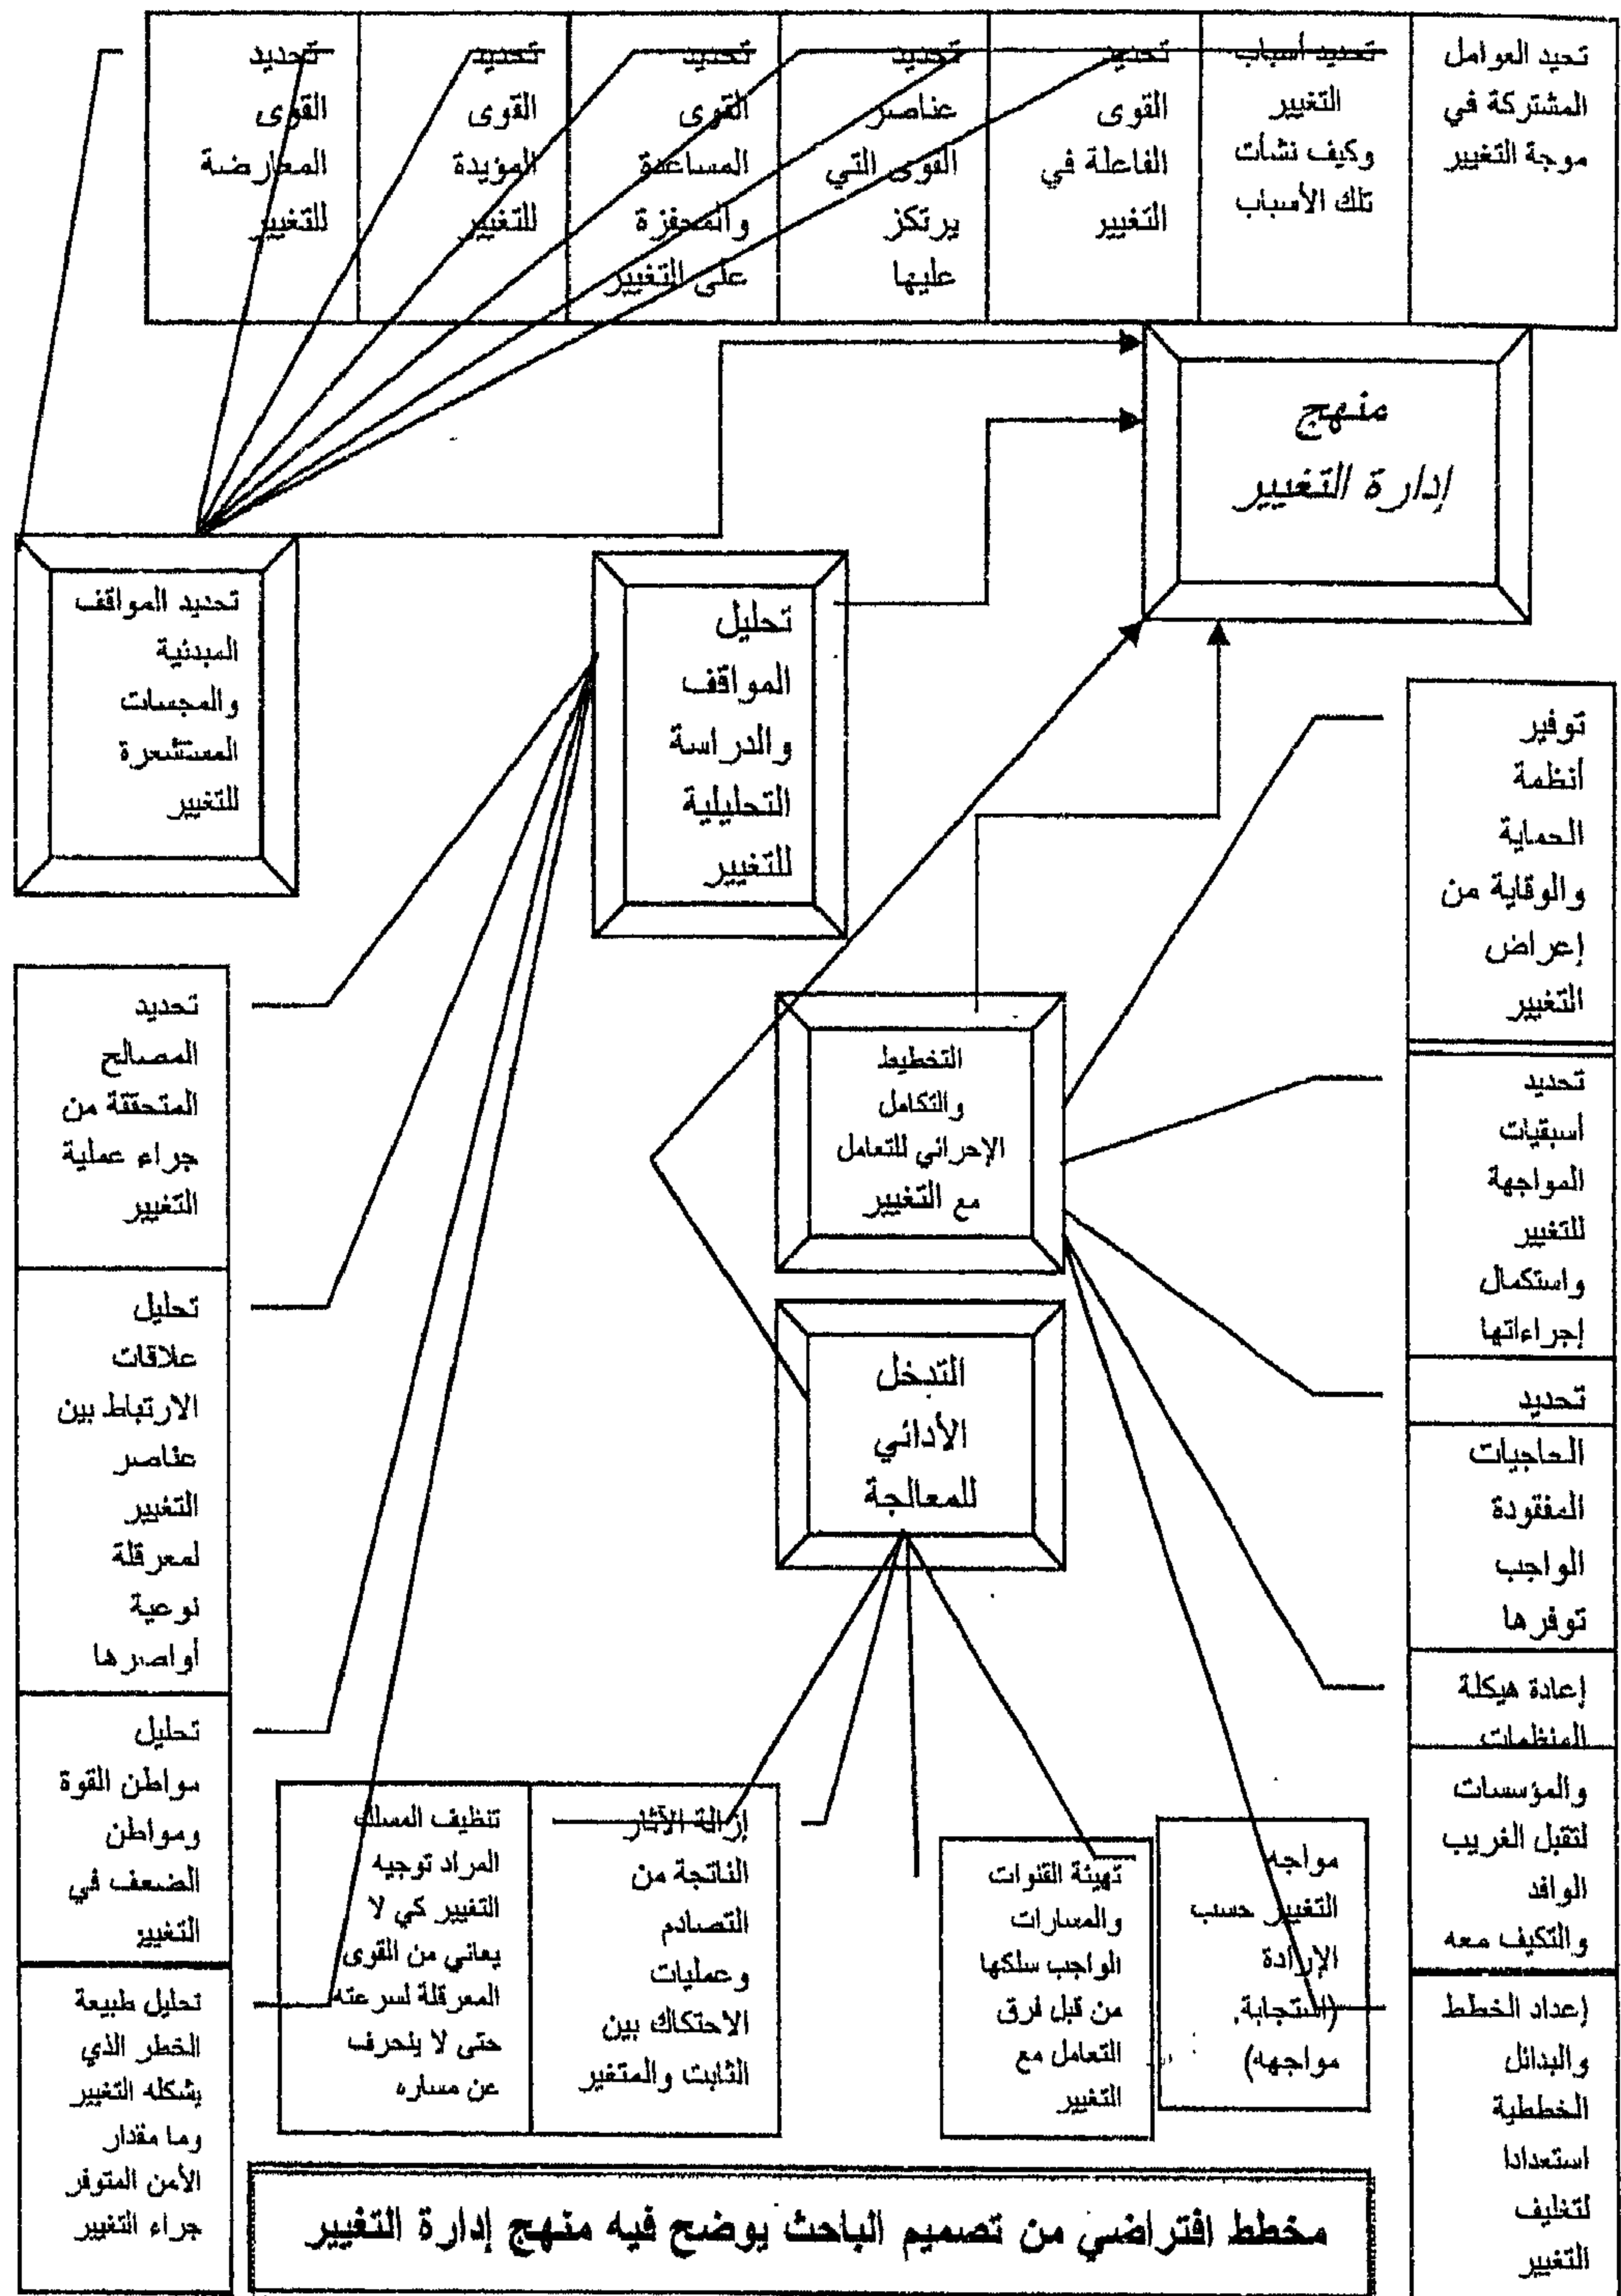 تحيد العوامل
المشتركة في
موجة التغيير
تحديد أسباب
التغيير
وكيف نشأت
تلك الأسباب
تحديد
القوى
الفاعلة في
التغيير
تحديد
عناصر
القوى التي
يرتكز
عليها
تحديد
القوى
المساعدة
والمحفزة
على التغيير
تحديد
القوى
المؤيدة
للتغيير
تحديد
القوى
المعارضة
للتغيير
منهج
إدارة التغيير
تحليل
المواقف
والدراسة
التحليلية
للتغيير
تحديد المواقف
المبدئية
والمجسات
المستشعرة
للتغيير
توفير
أنظمة
الحماية
والوقاية من
إعراض
التغيير
تحديد
أسبقيات
المواجهة
للتغيير
واستكمال
إجراءاتها
تحديد
الحاجيات
المفقودة
الواجب
توفرها
إعادة هيكلة
المنظمات
والمؤسسات
لتقبل الغريب
الوافد
والتكيف معه
إعداد الخطط
والبدائل
الخططية
استعدادا
لتغليف
التغيير
التخطيط
والتكامل
الإجرائي للتعامل
مع التغيير
التدخل
الأدائي
للمعالجة
تحديد
المصالح
المتحققة من
جراء عملية
التغيير
تحليل
علاقات
الارتباط بين
عناصر
التغيير
لمعرقلة
نوعية
أواصرها
تحليل
مواطن القوة
ومواطن
الضعف في
التغيير
تحليل طبيعة
الخطر الذي
يشكله التغيير
وما مقدار
الأمن المتوفر
جراء التغيير
مواجه
التغيير حسب
الإرادة
(استجابة,
مواجهه)
تهيئة القنوات
والمسارات
الواجب سلكها
من قبل فرق
التعامل مع
التغيير
إزالة الآثار
الناتجة من
التصادم
وعمليات
الاحتكاك بين
الثابت والمتغير
تنظيف المسلك
المراد توجيه
التغيير كي لا
يعاني من القوى
المعرقلة لسرعته
حتى لا ينحرف
عن مساره
مخطط افتراضي من تصميم الباحث يوضح فيه منهج إدارة التغيير